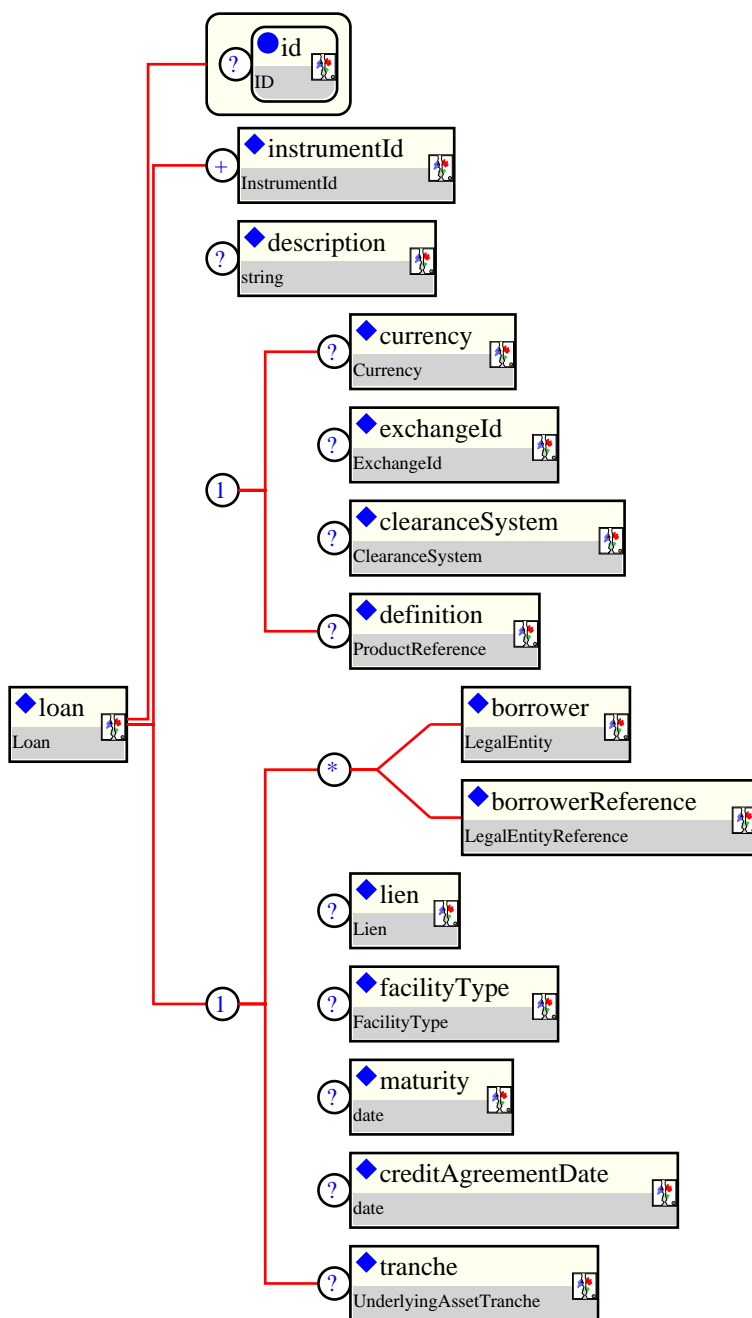 ?
id
ID
+
instrumentId
InstrumentId
?
description
string
1
?
currency
Currency
?
exchangeId
ExchangeId
?
clearanceSystem
ClearanceSystem
?
definition
ProductReference
loan
Loan
1
*
borrower
LegalEntity
borrowerReference
LegalEntityReference
?
lien
Lien
?
facilityType
FacilityType
?
maturity
date
?
creditAgreementDate
date
?
tranche
UnderlyingAssetTranche